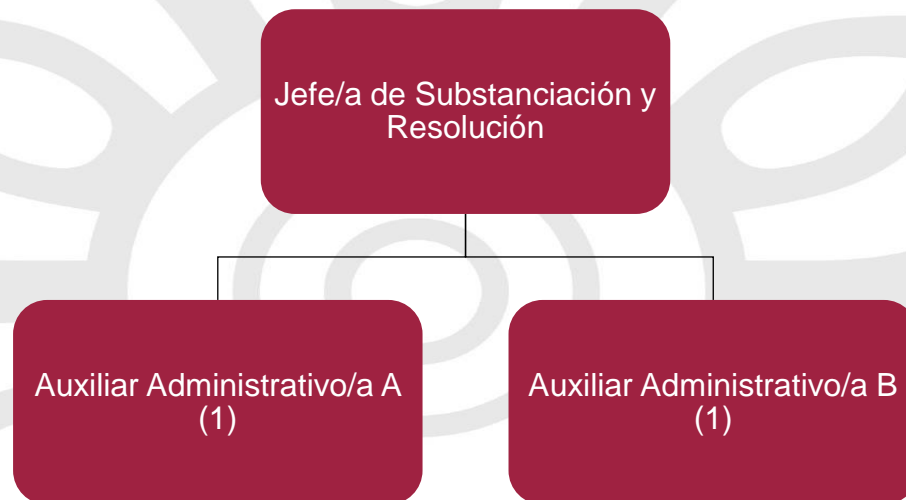 Jefe/a de Substanciación y
Resolución
Auxiliar Administrativo/a A
(1)
Auxiliar Administrativo/a B
(1)